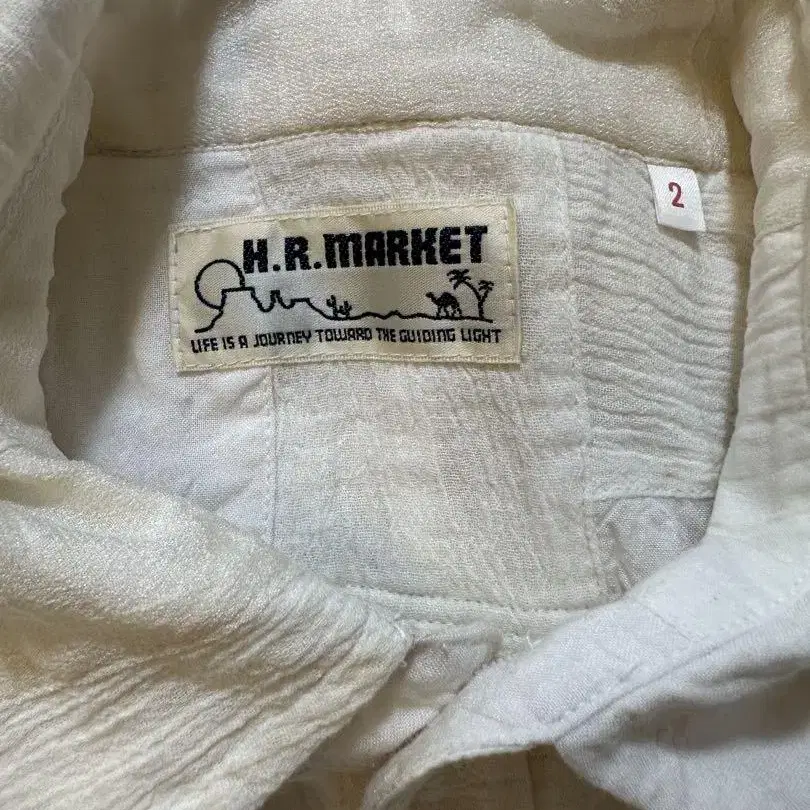 H.R.MARKET
LIFE IS A JOURNEY TOWARD THE GUIDING LIGHT
2